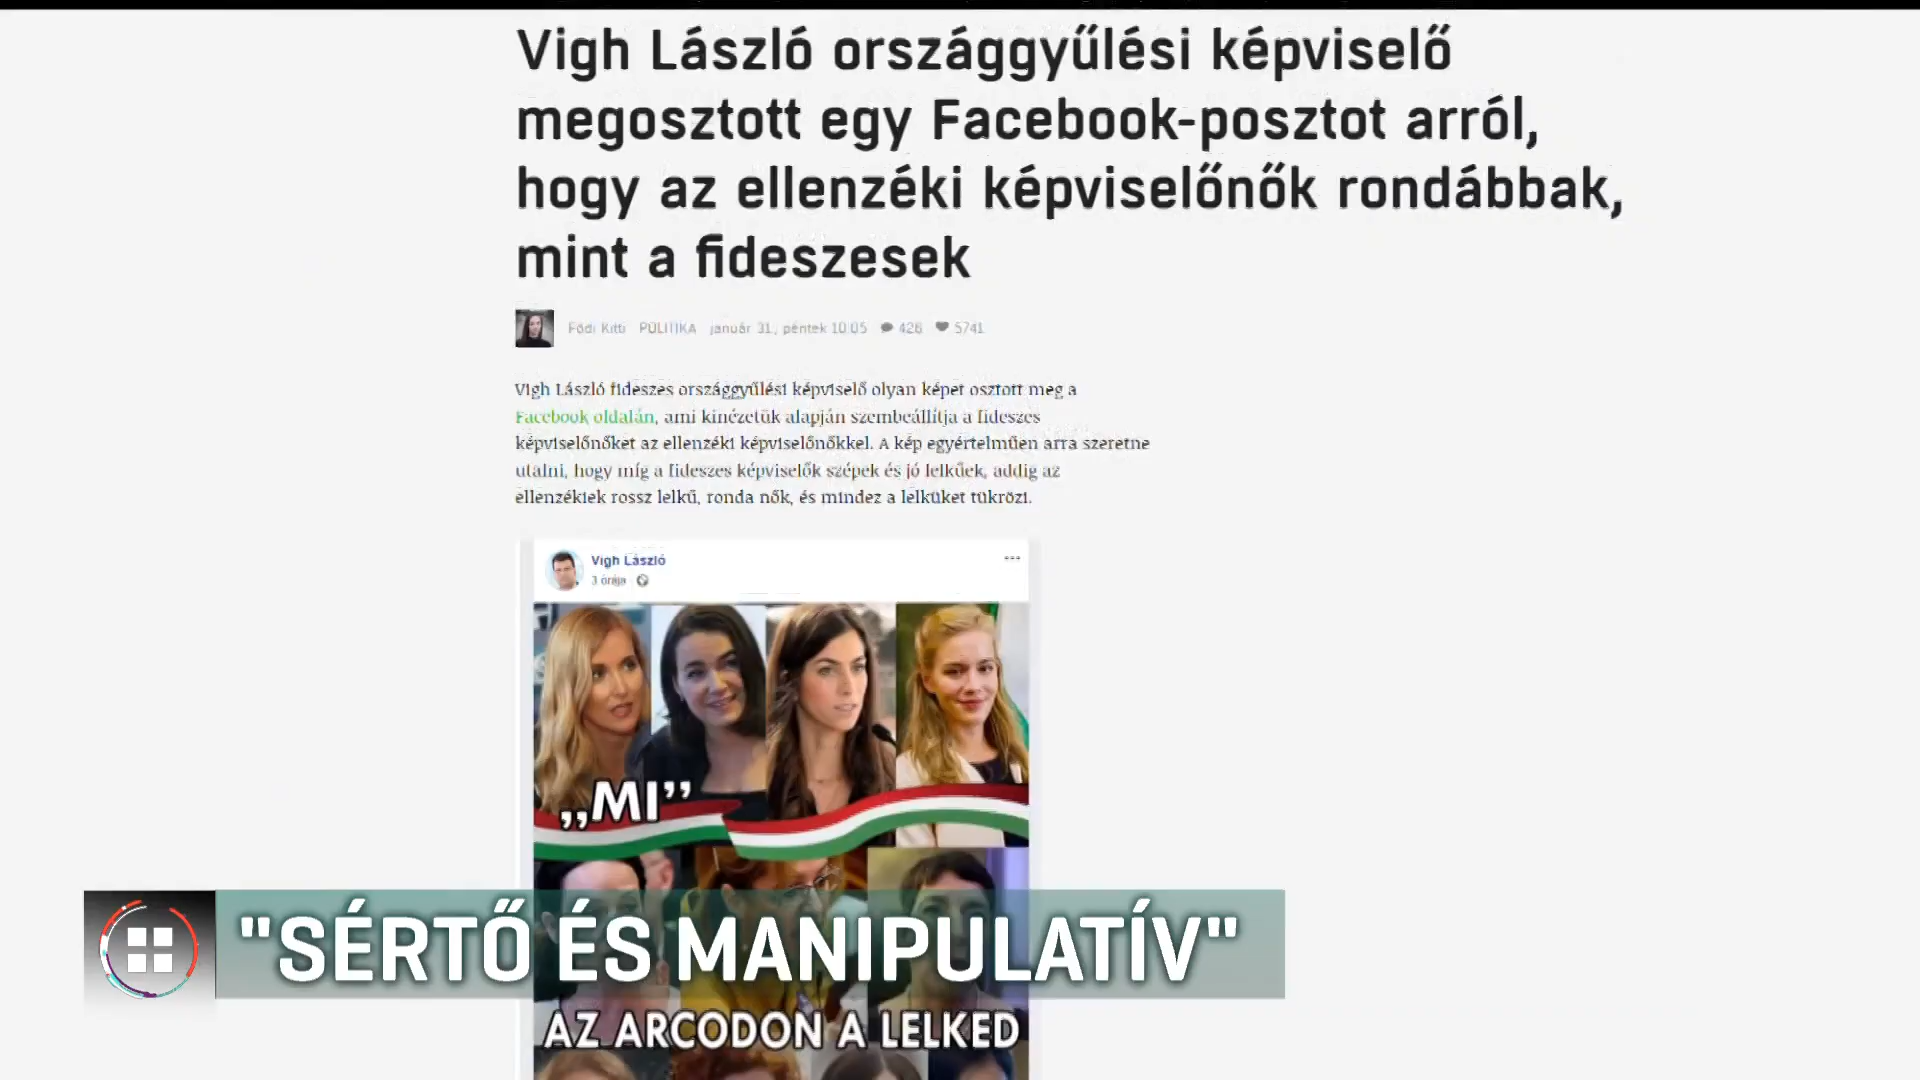 Vigh László országgyűlési képviselő
megosztott egy Facebook-posztot arról,
hogy az ellenzéki képviselőnők rondábbak,
mint a fideszesek
Fődi Kitti POLITIKA január 31., péntek 10:05 426 5741
Vigh László fideszes országgyűlési képviselő olyan képet osztott meg a
Facebook oldalán, ami kinézetük alapján szembeállítja a fideszes
képviselőnőket az ellenzéki képviselőnőkkel. A kép egyértelműen arra szeretne
utalni, hogy míg a fideszes képviselők szépek és jó lelkűek, addig az
ellenzékiek rossz lelkű, ronda nők, és mindez a lelküket tükrözi.
Vigh László
3 órája
„MI”
"SÉRTŐ ÉS MANIPULATÍV"
AZ ARCODON A LELKED